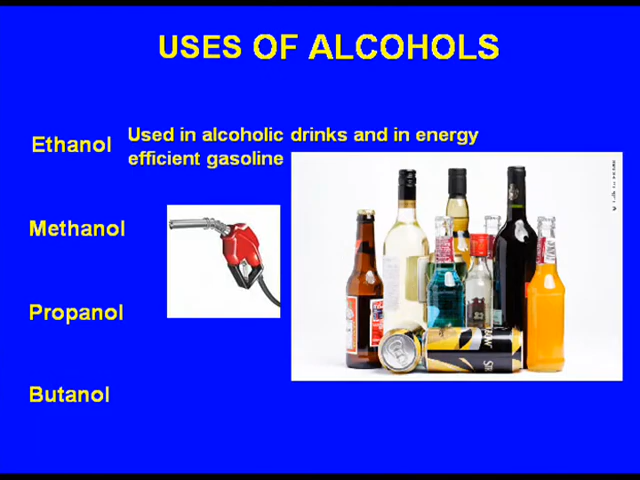 USES OF ALCOHOLS
Ethanol
Used in alcoholic drinks and in energy
efficient gasoline
Methanol
Propanol
Butanol